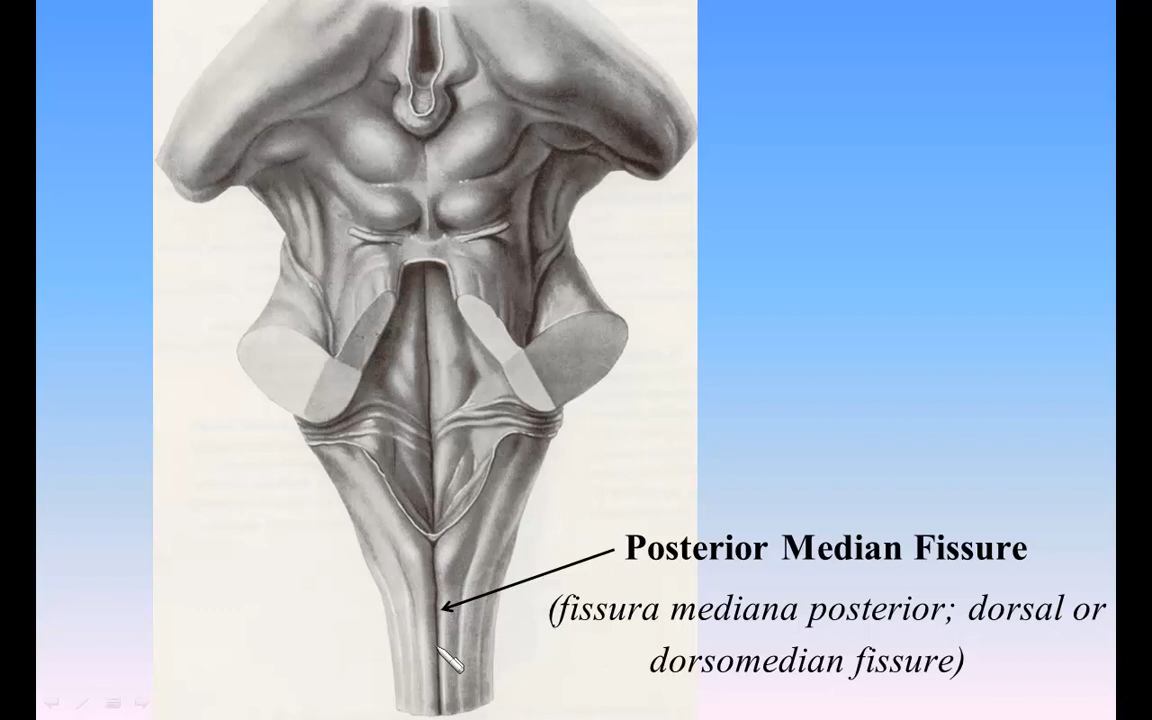 Posterior Median Fissure
(fissura mediana posterior; dorsal or
dorsomedian fissure)